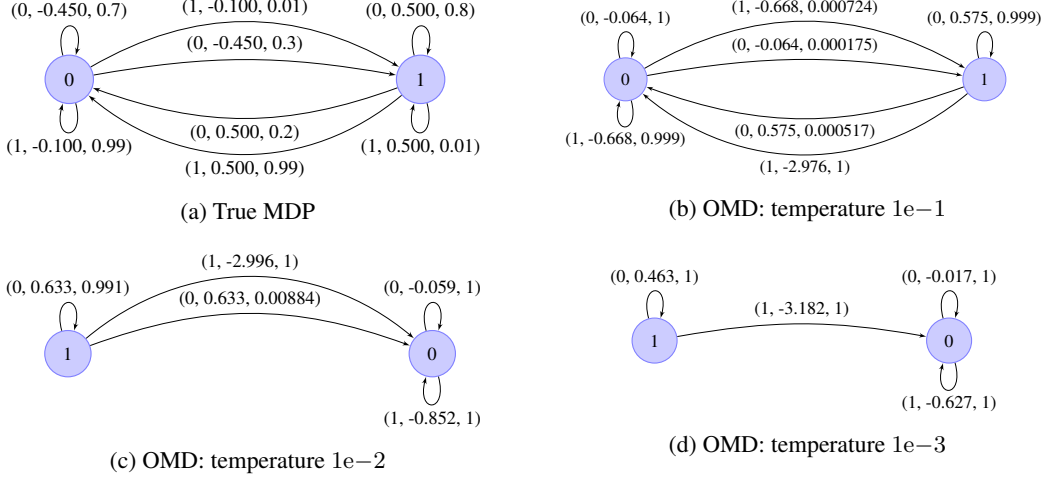 (0, -0.450, 0.7)
(1, -0.100, 0.01)
(0, 0.500, 0.8)
(0, -0.450, 0.3)
0
1
(0, 0.500, 0.2)
(1, -0.100, 0.99)
(1, 0.500, 0.01)
(1, 0.500, 0.99)
(a) True MDP
(0, -0.064, 1)
(1, -0.668, 0.000724)
(0, 0.575, 0.999)
(0, -0.064, 0.000175)
0
1
(0, 0.575, 0.000517)
(1, -0.668, 0.999)
(1, -2.976, 1)
(b) OMD: temperature 1e−1
(1, -2.996, 1)
(0, 0.633, 0.991)
(0, -0.059, 1)
(0, 0.633, 0.00884)
1
0
(1, -0.852, 1)
(c) OMD: temperature 1e−2
(0, 0.463, 1)
(0, -0.017, 1)
(1, -3.182, 1)
1
0
(1, -0.627, 1)
(d) OMD: temperature 1e−3